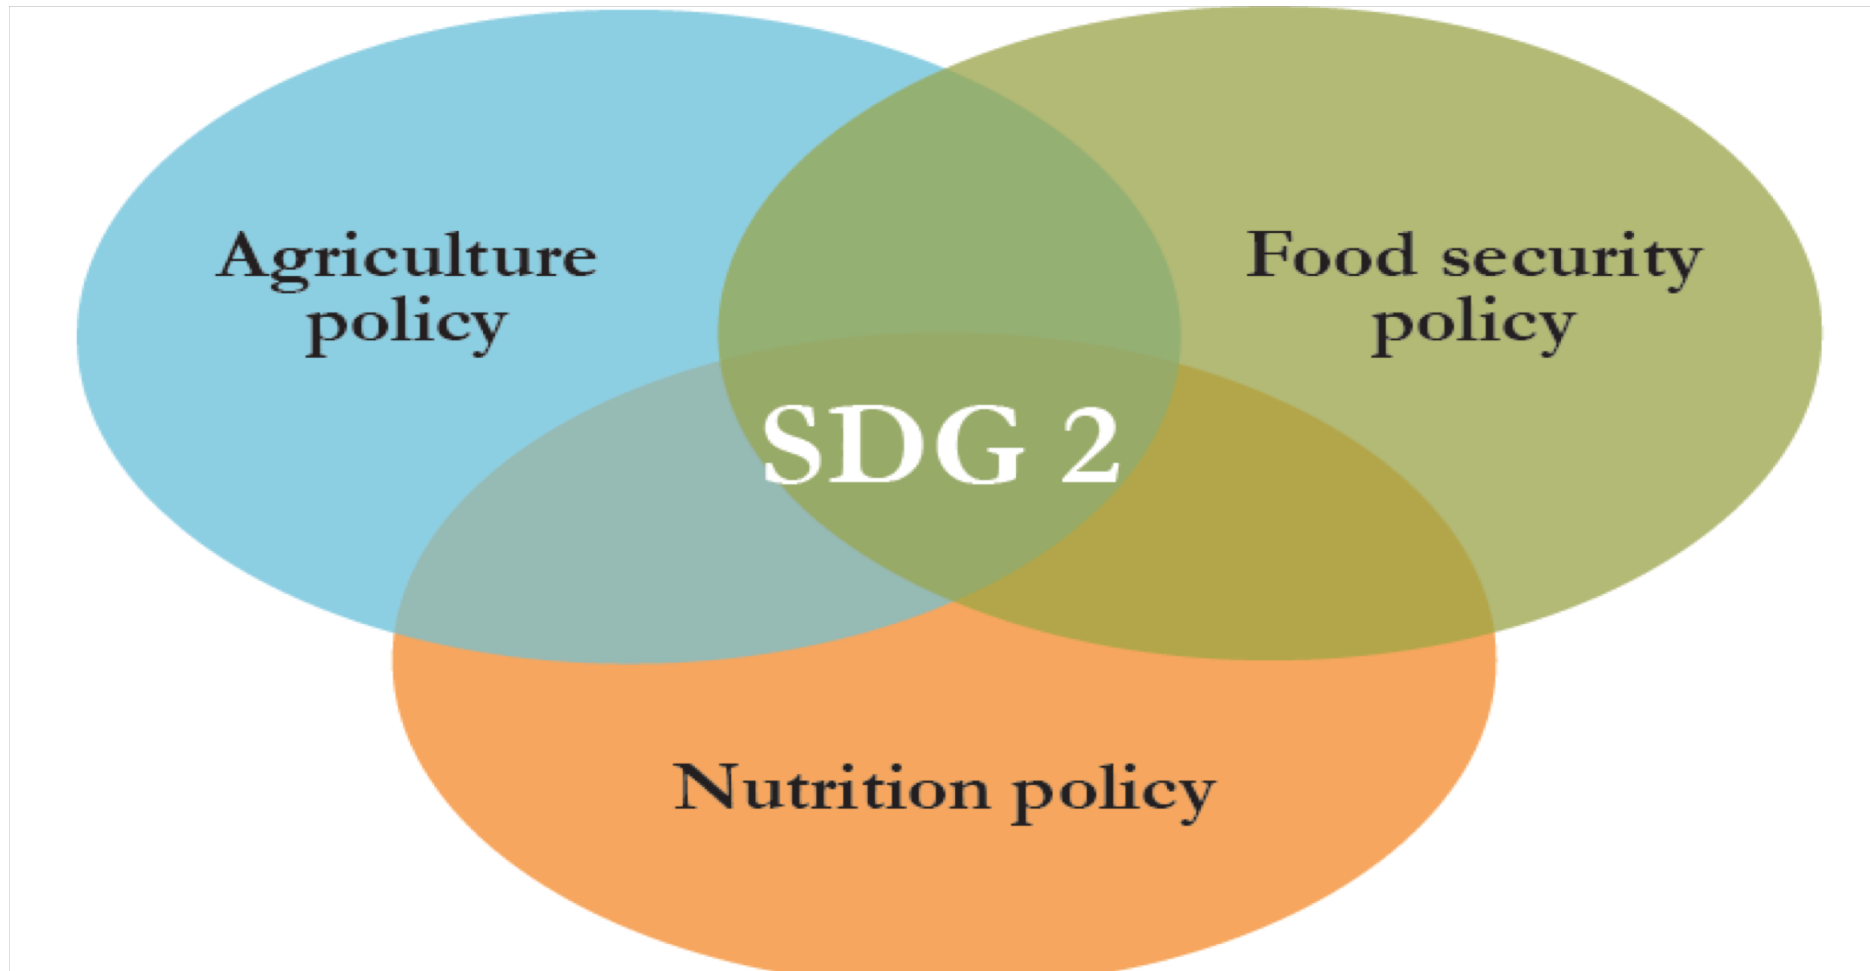 Agriculture
policy
Food security
policy
SDG 2
Nutrition policy